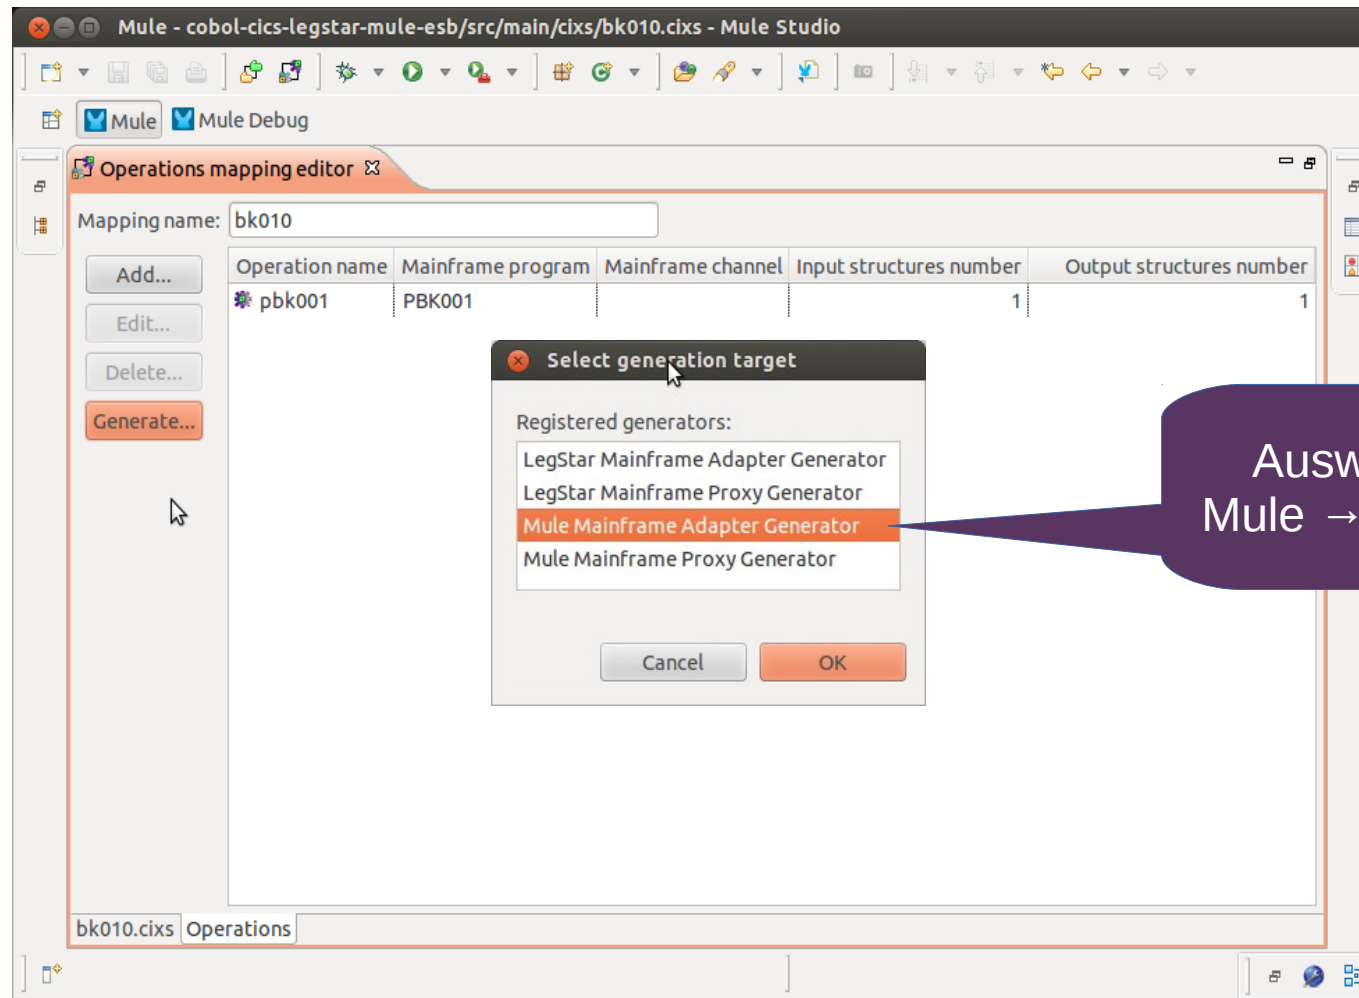 Mule - cobol-cics-legstar-mule-esb/src/main/cixs/bk010.cixs - Mule Studio
Mule Mule Debug
Operations mapping editor
Mapping name: bk010
Add... Operation name Mainframe program Mainframe channel Input structures number Output structures number
pbk001 PBK001 1 1
Edit...
Select generation target
Delete...
Generate... Registered generators:
LegStar Mainframe Adapter Generator
LegStar Mainframe Proxy Generator
Mule Mainframe Adapter Generator
Mule Mainframe Proxy Generator
Cancel OK
Mule →
bk010.cixs Operations